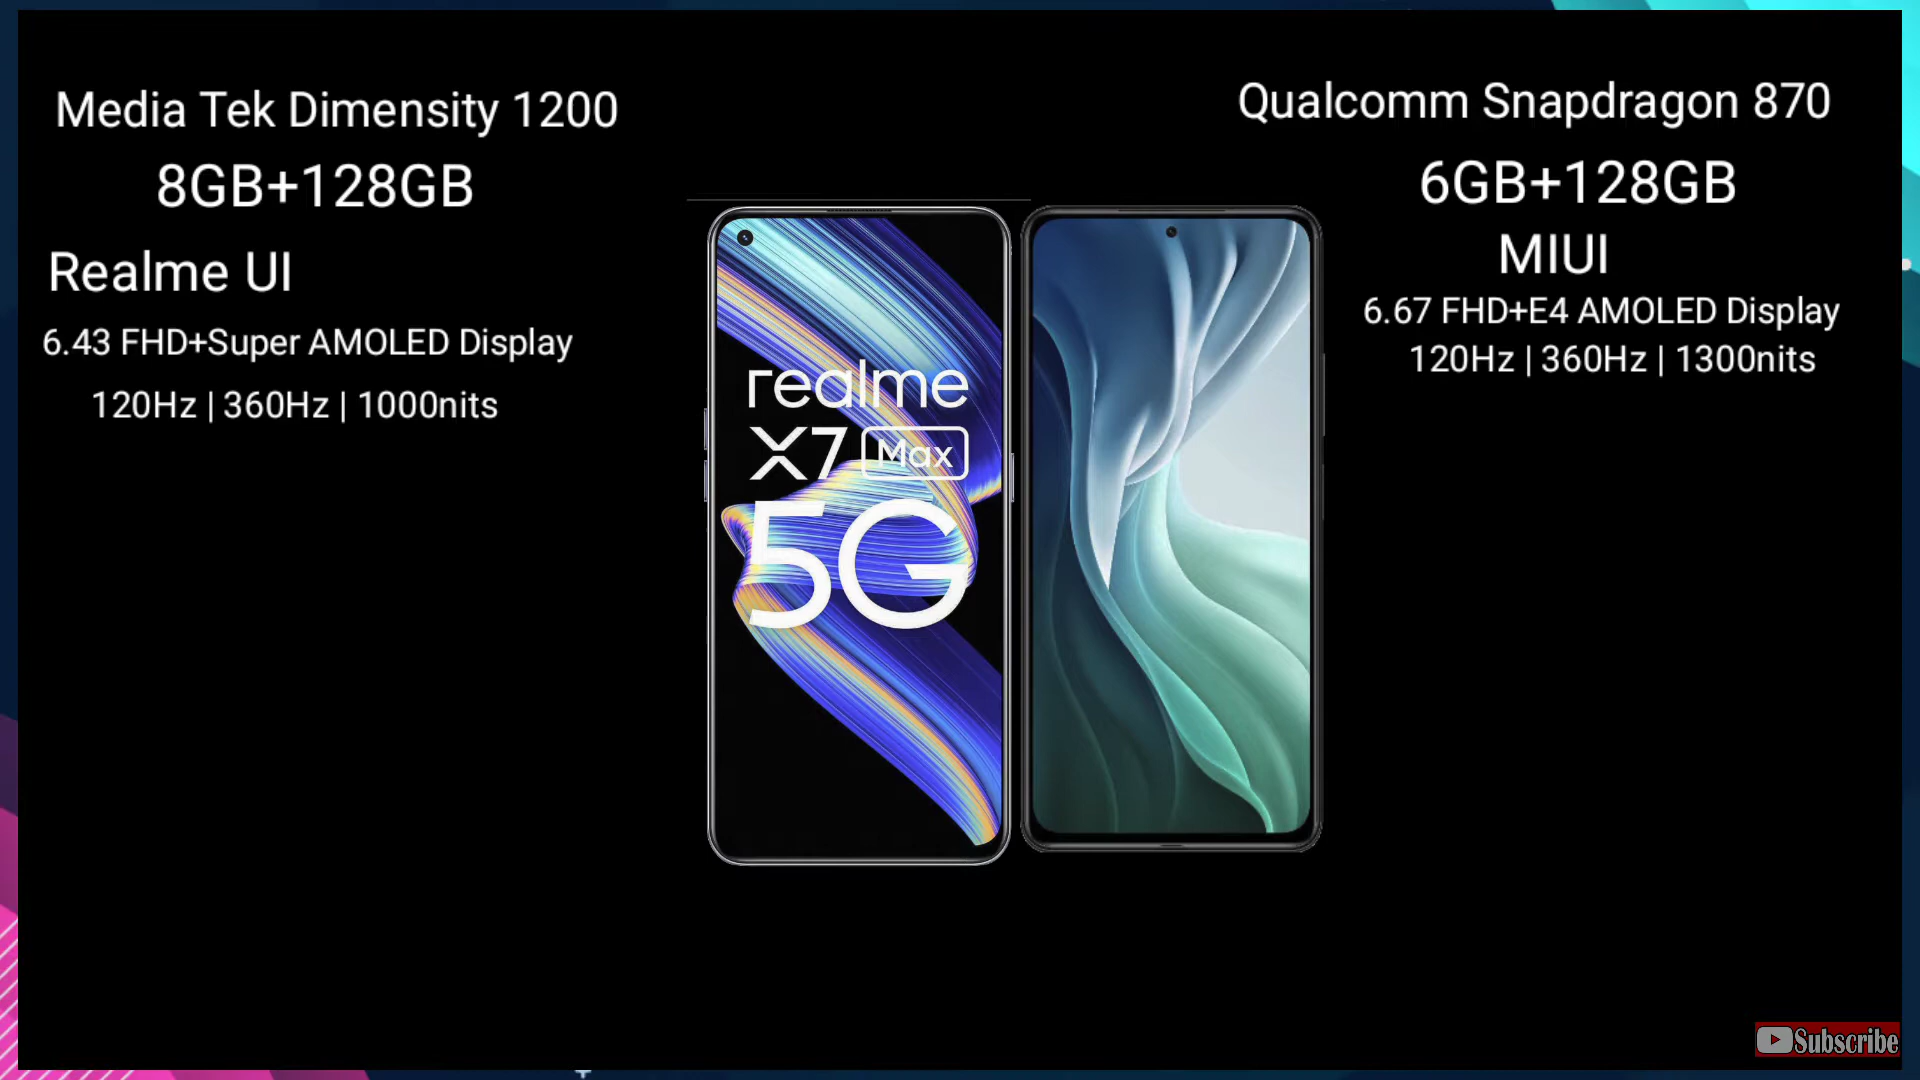 Media Tek Dimensity 1200
8GB+128GB
Realme UI
6.43 FHD+Super AMOLED Display
120Hz | 360Hz | 1000nits
realme
X7 Max
5G
Qualcomm Snapdragon 870
6GB+128GB
MIUI
6.67 FHD+E4 AMOLED Display
120Hz | 360Hz | 1300nits
Subscribe